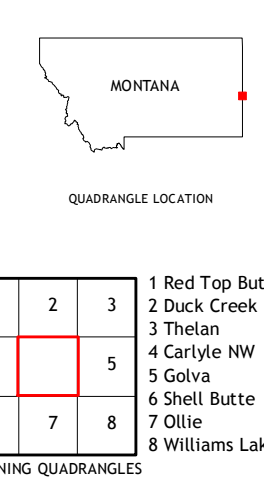 MONTANA
QUADRANGLE LOCATION
2 3
5
7 8
1 Red Top But
2 Duck Creek
3 Thelan
4 Carlyle NW
5 Golva
6 Shell Butte
7 Ollie
8 Williams Lak
NING QUADRANGLES